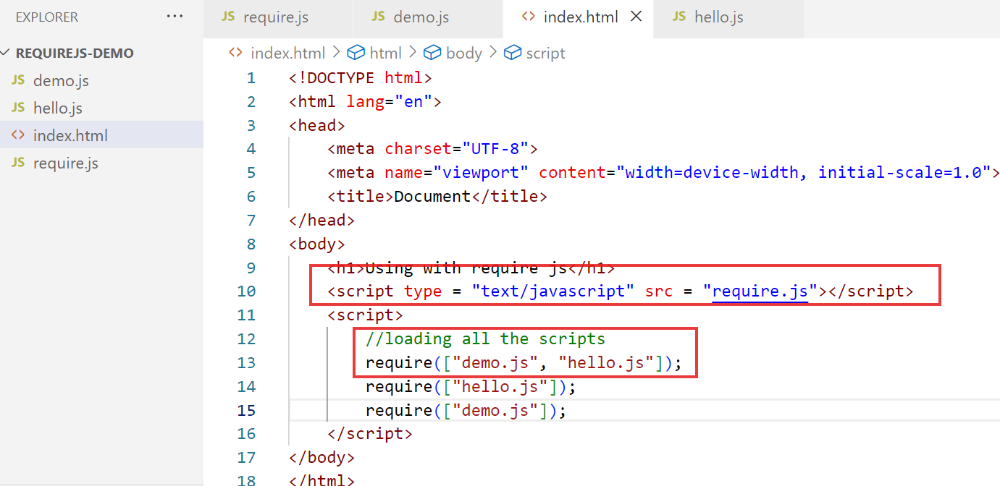 EXPLORER ···
JS require.js JS demo.js <> index.html × JS hello.js
REQUIREJS-DEMO
JS demo.js
JS hello.js
<> index.html
JS require.js
<> index.html > html > body > script
1 <!DOCTYPE html>
2 <html lang="en">
3 <head>
4 <meta charset="UTF-8">
5 <meta name="viewport" content="width=device-width, initial-scale=1.0">
6 <title>Document</title>
7 </head>
8 <body>
9 <h1>Using with require js</h1>
10 <script type = "text/javascript" src = "require.js"></script>
11 <script>
12 //loading all the scripts
13 require(["demo.js", "hello.js"]);
14 require(["hello.js"]);
15 require(["demo.js"]);
16 </script>
17 </body>
18 </html>